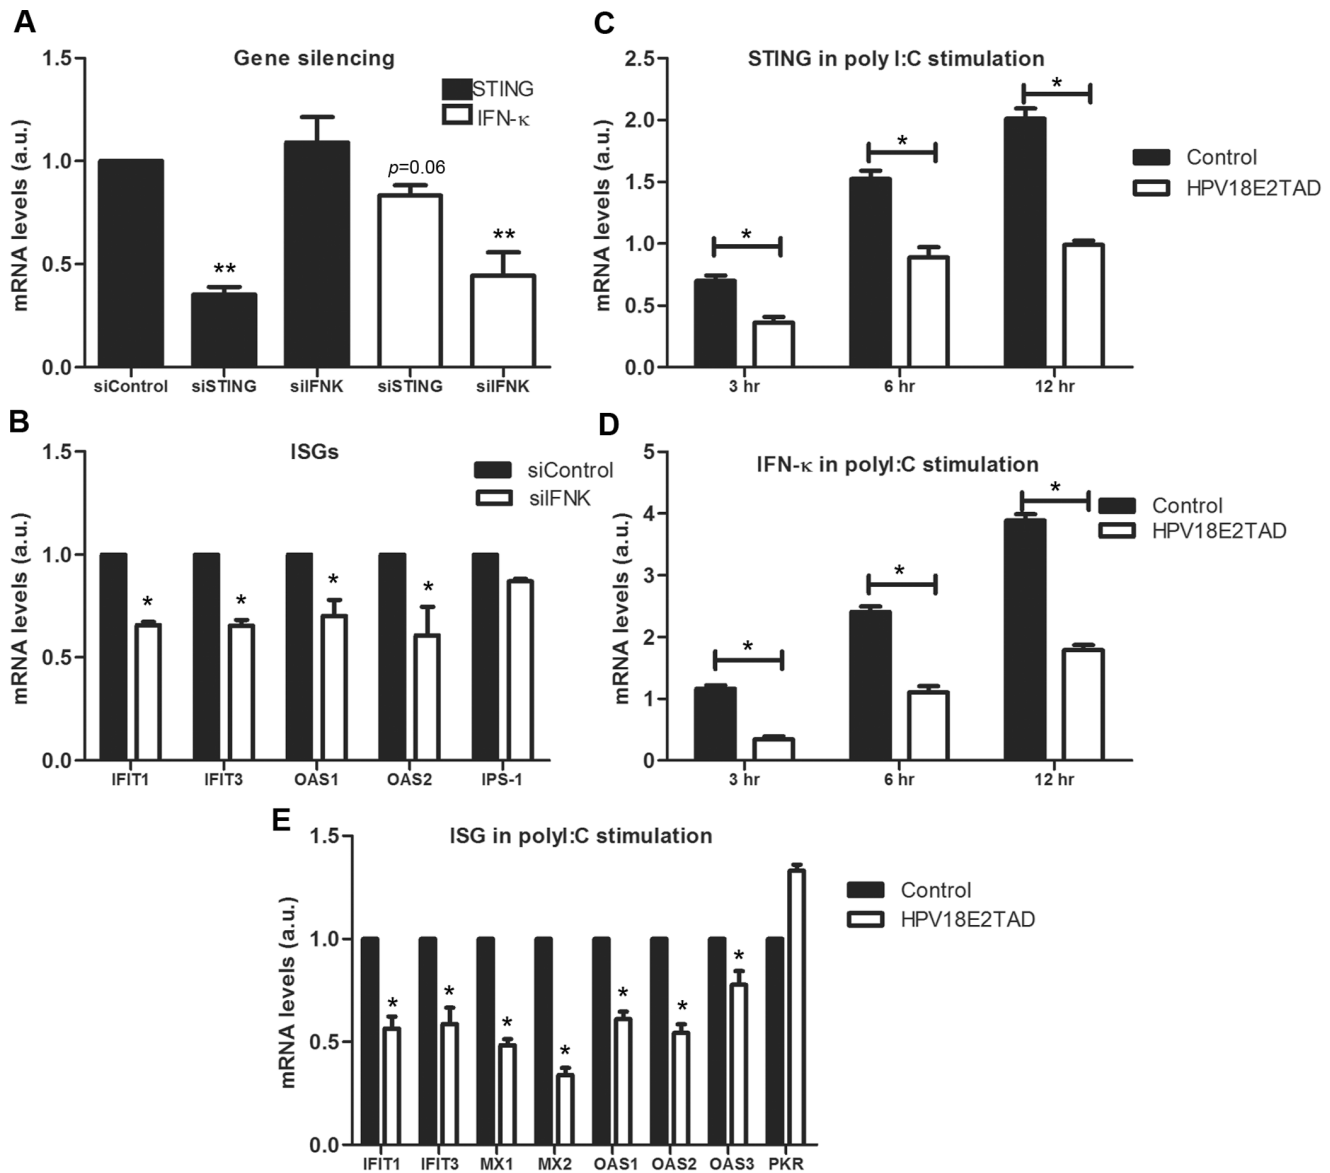 A
Gene silencing
STING
IFN-κ
mRNA levels (a.u.)
1.5
1.0
0.5
0.0
**
p=0.06
**
siControl siSTING siIFNK siSTING siIFNK
B
ISGs
siControl
siIFNK
mRNA levels (a.u.)
1.5
1.0
0.5
0.0
* * * *
IFIT1 IFIT3 OAS1 OAS2 IPS-1
C
STING in poly I:C stimulation
Control
HPV18E2TAD
mRNA levels (a.u.)
2.5
2.0
1.5
1.0
0.5
0.0
* * *
3 hr 6 hr 12 hr
D
IFN-κ in polyI:C stimulation
Control
HPV18E2TAD
mRNA levels (a.u.)
5
4
3
2
1
0
* * *
3 hr 6 hr 12 hr
E
ISG in polyI:C stimulation
Control
HPV18E2TAD
mRNA levels (a.u.)
1.5
1.0
0.5
0.0
* * * * * * *
IFIT1 IFIT3 MX1 MX2 OAS1 OAS2 OAS3 PKR